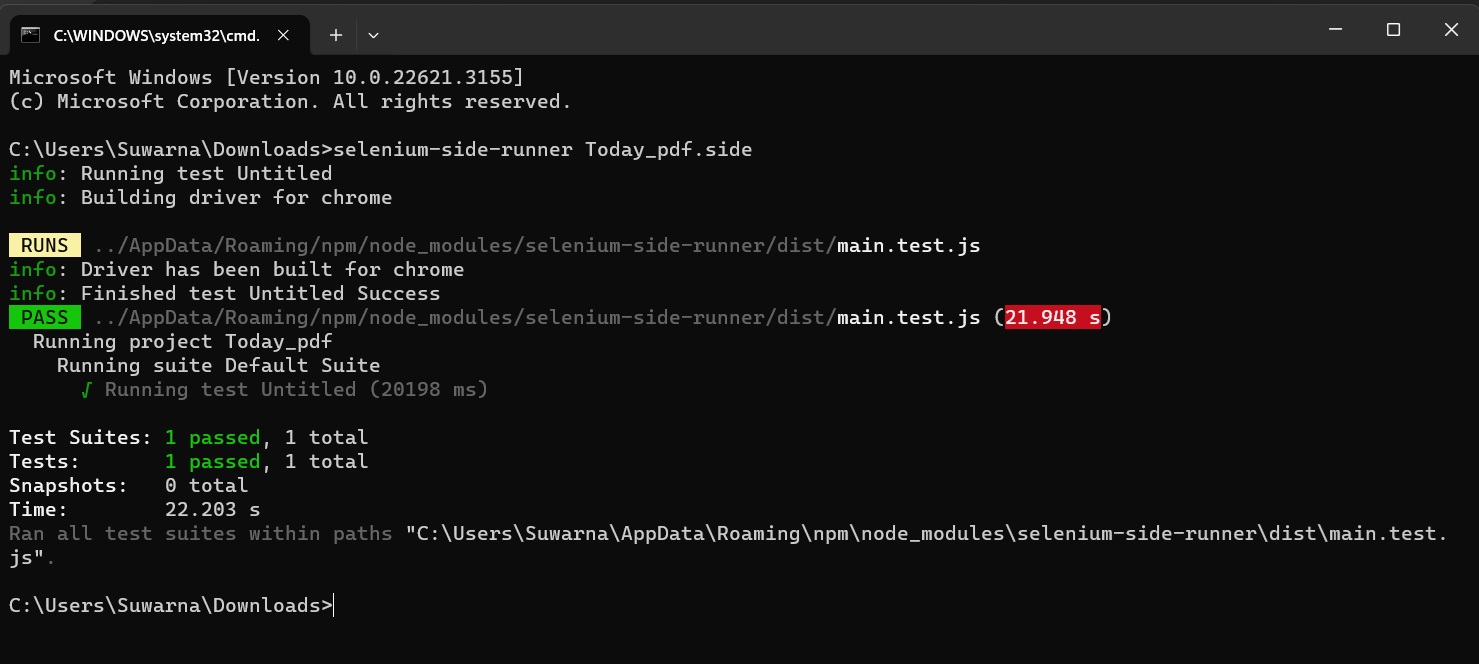 C:\WINDOWS\system32\cmd.
Microsoft Windows [Version 10.0.22621.3155]
(c) Microsoft Corporation. All rights reserved.
C:\Users\Suwarna\Downloads>selenium-side-runner Today_pdf.side
info: Running test Untitled
info: Building driver for chrome
RUNS ../AppData/Roaming/npm/node_modules/selenium-side-runner/dist/main.test.js
info: Driver has been built for chrome
info: Finished test Untitled Success
PASS ../AppData/Roaming/npm/node_modules/selenium-side-runner/dist/main.test.js (21.948 s)
Running project Today_pdf
Running suite Default Suite
√ Running test Untitled (20198 ms)
Test Suites: 1 passed, 1 total
Tests: 1 passed, 1 total
Snapshots: 0 total
Time: 22.203 s
Ran all test suites within paths "C:\Users\Suwarna\AppData\Roaming\npm\node_modules\selenium-side-runner\dist\main.test.
js".
C:\Users\Suwarna\Downloads>